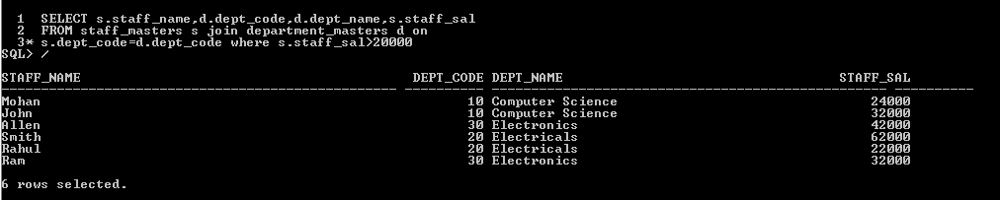 1 SELECT s.staff_name,d.dept_code,d.dept_name,s.staff_sal
2 FROM staff_masters s join department_masters d on
3* s.dept_code=d.dept_code where s.staff_sal>20000
SQL> /
STAFF_NAME DEPT_CODE DEPT_NAME STAFF_SAL
Mohan 10 Computer Science 24000
John 10 Computer Science 32000
Allen 30 Electronics 42000
Smith 20 Electricals 62000
Rahul 20 Electricals 22000
Ram 30 Electronics 32000
6 rows selected.